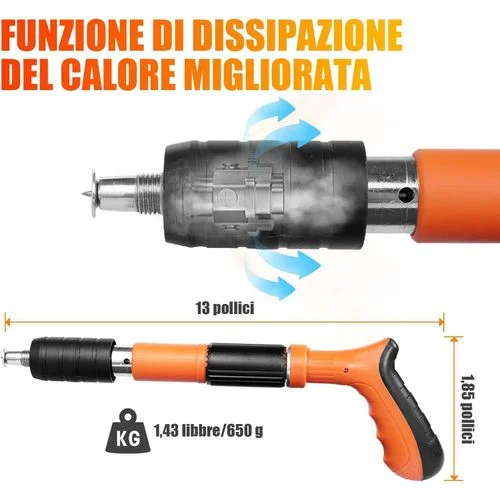 FUNZIONE DI DISSIPAZIONE
DEL CALORE MIGLIORATA
13 pollici
1,85 pollici
KG
1,43 libbre/650 g